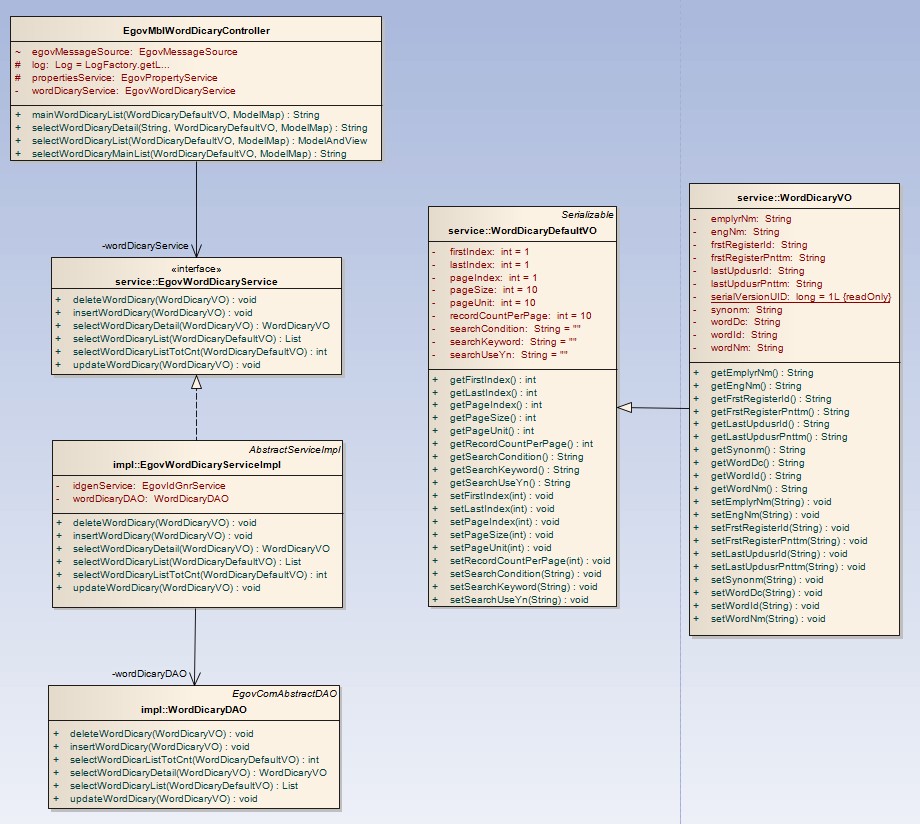 EgovMblWordDicaryController
~ egovMessageSource: EgovMessageSource
# log: Log = LogFactory.getL...
# propertiesService: EgovPropertyService
- wordDicaryService: EgovWordDicaryService
+ mainWordDicaryList(WordDicaryDefaultVO, ModelMap) : String
+ selectWordDicaryDetail(String, WordDicaryDefaultVO, ModelMap) : String
+ selectWordDicaryList(WordDicaryDefaultVO, ModelMap) : ModelAndView
+ selectWordDicaryMainList(WordDicaryDefaultVO, ModelMap) : String
-wordDicaryService
«interface»
service::EgovWordDicaryService
+ deleteWordDicary(WordDicaryVO) : void
+ insertWordDicary(WordDicaryVO) : void
+ selectWordDicaryDetail(WordDicaryVO) : WordDicaryVO
+ selectWordDicaryList(WordDicaryDefaultVO) : List
+ selectWordDicaryListTotCnt(WordDicaryDefaultVO) : int
+ updateWordDicary(WordDicaryVO) : void
AbstractServiceImpl
impl::EgovWordDicaryServiceImpl
- idgenService: EgovIdGnrService
- wordDicaryDAO: WordDicaryDAO
+ deleteWordDicary(WordDicaryVO) : void
+ insertWordDicary(WordDicaryVO) : void
+ selectWordDicaryDetail(WordDicaryVO) : WordDicaryVO
+ selectWordDicaryList(WordDicaryDefaultVO) : List
+ selectWordDicaryListTotCnt(WordDicaryDefaultVO) : int
+ updateWordDicary(WordDicaryVO) : void
-wordDicaryDAO
EgovComAbstractDAO
impl::WordDicaryDAO
+ deleteWordDicary(WordDicaryVO) : void
+ insertWordDicary(WordDicaryVO) : void
+ selectWordDicarListTotCnt(WordDicaryDefaultVO) : int
+ selectWordDicaryDetail(WordDicaryVO) : WordDicaryVO
+ selectWordDicaryList(WordDicaryDefaultVO) : List
+ updateWordDicary(WordDicaryVO) : void
Serializable
service::WordDicaryDefaultVO
- firstIndex: int = 1
- lastIndex: int = 1
- pageIndex: int = 1
- pageSize: int = 10
- pageUnit: int = 10
- recordCountPerPage: int = 10
- searchCondition: String = ""
- searchKeyword: String = ""
- searchUseYn: String = ""
+ getFirstIndex() : int
+ getLastIndex() : int
+ getPageIndex() : int
+ getPageSize() : int
+ getPageUnit() : int
+ getRecordCountPerPage() : int
+ getSearchCondition() : String
+ getSearchKeyword() : String
+ getSearchUseYn() : String
+ setFirstIndex(int) : void
+ setLastIndex(int) : void
+ setPageIndex(int) : void
+ setPageSize(int) : void
+ setPageUnit(int) : void
+ setRecordCountPerPage(int) : void
+ setSearchCondition(String) : void
+ setSearchKeyword(String) : void
+ setSearchUseYn(String) : void
service::WordDicaryVO
- emplyrNm: String
- engNm: String
- frstRegisterId: String
- frstRegisterPnttm: String
- lastUpdusrId: String
- lastUpdusrPnttm: String
- serialVersionUID: long = 1L {readOnly}
- synonm: String
- wordDc: String
- wordId: String
- wordNm: String
+ getEmplyrNm() : String
+ getEngNm() : String
+ getFrstRegisterId() : String
+ getFrstRegisterPnttm() : String
+ getLastUpdusrId() : String
+ getLastUpdusrPnttm() : String
+ getSynonm() : String
+ getWordDc() : String
+ getWordId() : String
+ getWordNm() : String
+ setEmplyrNm(String) : void
+ setEngNm(String) : void
+ setFrstRegisterId(String) : void
+ setFrstRegisterPnttm(String) : void
+ setLastUpdusrId(String) : void
+ setLastUpdusrPnttm(String) : void
+ setSynonm(String) : void
+ setWordDc(String) : void
+ setWordId(String) : void
+ setWordNm(String) : void